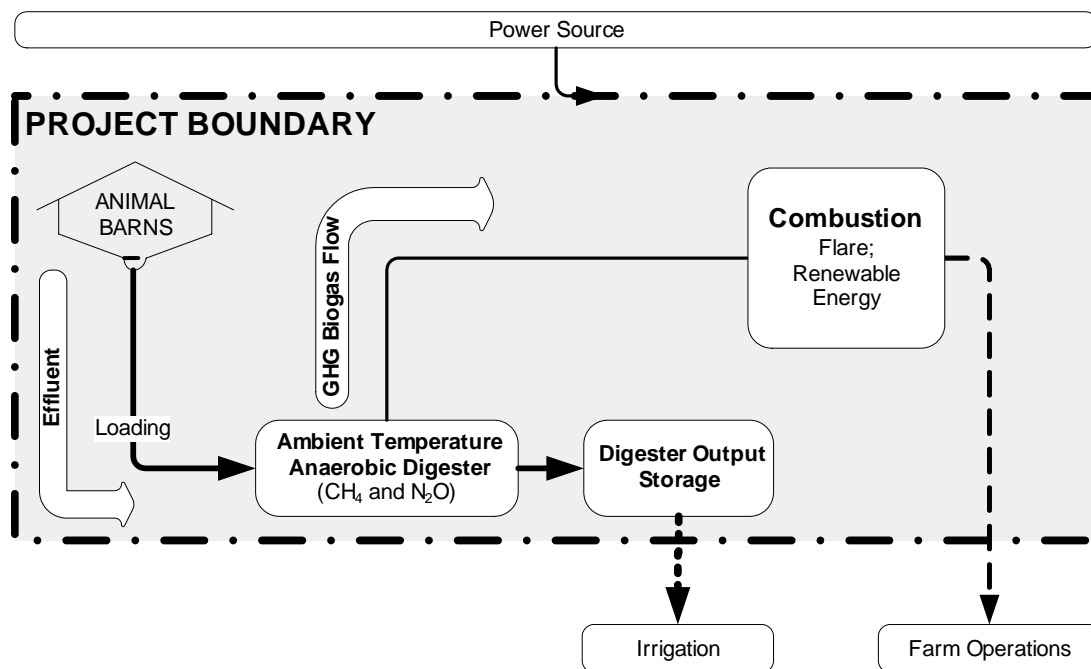 Power Source
PROJECT BOUNDARY
ANIMAL
BARNS
GHG Biogas Flow
Combustion
Flare;
Renewable
Energy
Effluent
Loading
Ambient Temperature
Anaerobic Digester
(CH₄ and N₂O)
Digester Output
Storage
Irrigation
Farm Operations